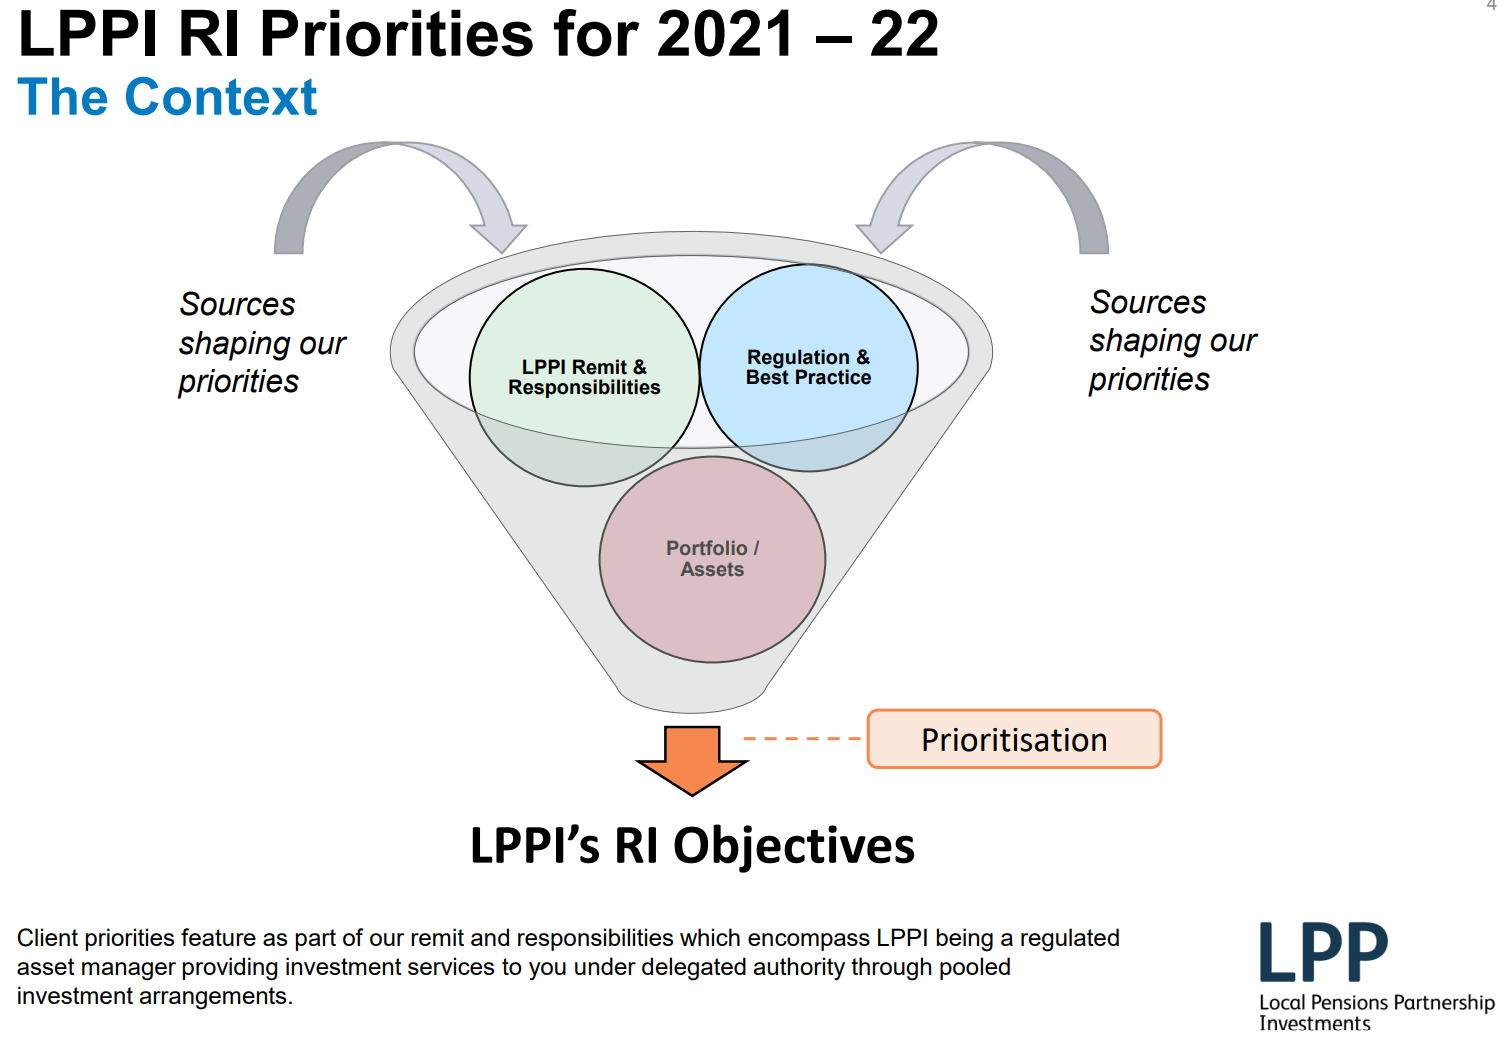 4
LPPI RI Priorities for 2021 – 22
The Context
Sources
shaping our
priorities
Sources
shaping our
priorities
LPPI Remit &
Responsibilities
Regulation &
Best Practice
Portfolio /
Assets
Prioritisation
LPPI’s RI Objectives
Client priorities feature as part of our remit and responsibilities which encompass LPPI being a regulated
asset manager providing investment services to you under delegated authority through pooled
investment arrangements.
LPP
Local Pensions Partnership
Investments